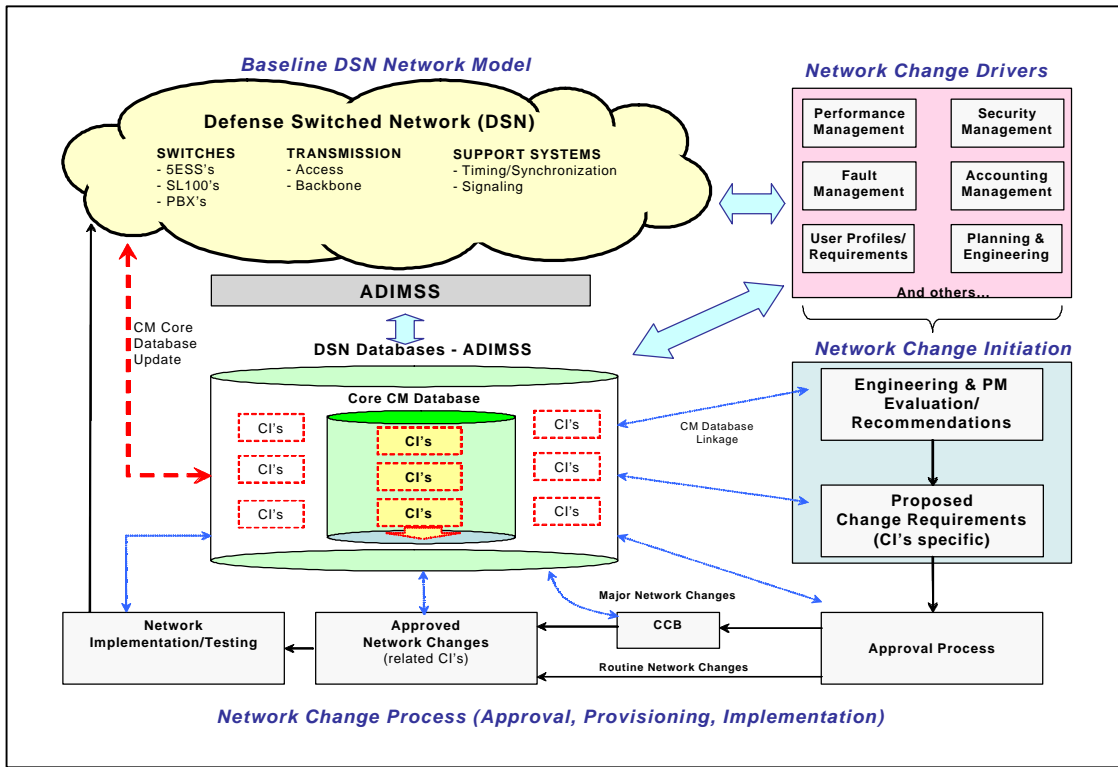 Baseline DSN Network Model
Network Change Drivers
Defense Switched Network (DSN)
SWITCHES
- 5ESS's
- SL100's
- PBX's
TRANSMISSION
- Access
- Backbone
SUPPORT SYSTEMS
- Timing/Synchronization
- Signaling
Performance
Management
Security
Management
Fault
Management
Accounting
Management
User Profiles/
Requirements
Planning &
Engineering
And others...
ADIMSS
CM Core
Database
Update
DSN Databases - ADIMSS
Core CM Database
CI's
CI's
CI's
CI's
CI's
CI's
CI's
CI's
CI's
CM Database
Linkage
Network Change Initiation
Engineering & PM
Evaluation/
Recommendations
Proposed
Change Requirements
(CI's specific)
Network
Implementation/Testing
Approved
Network Changes
(related CI's)
Major Network Changes
CCB
Routine Network Changes
Approval Process
Network Change Process (Approval, Provisioning, Implementation)